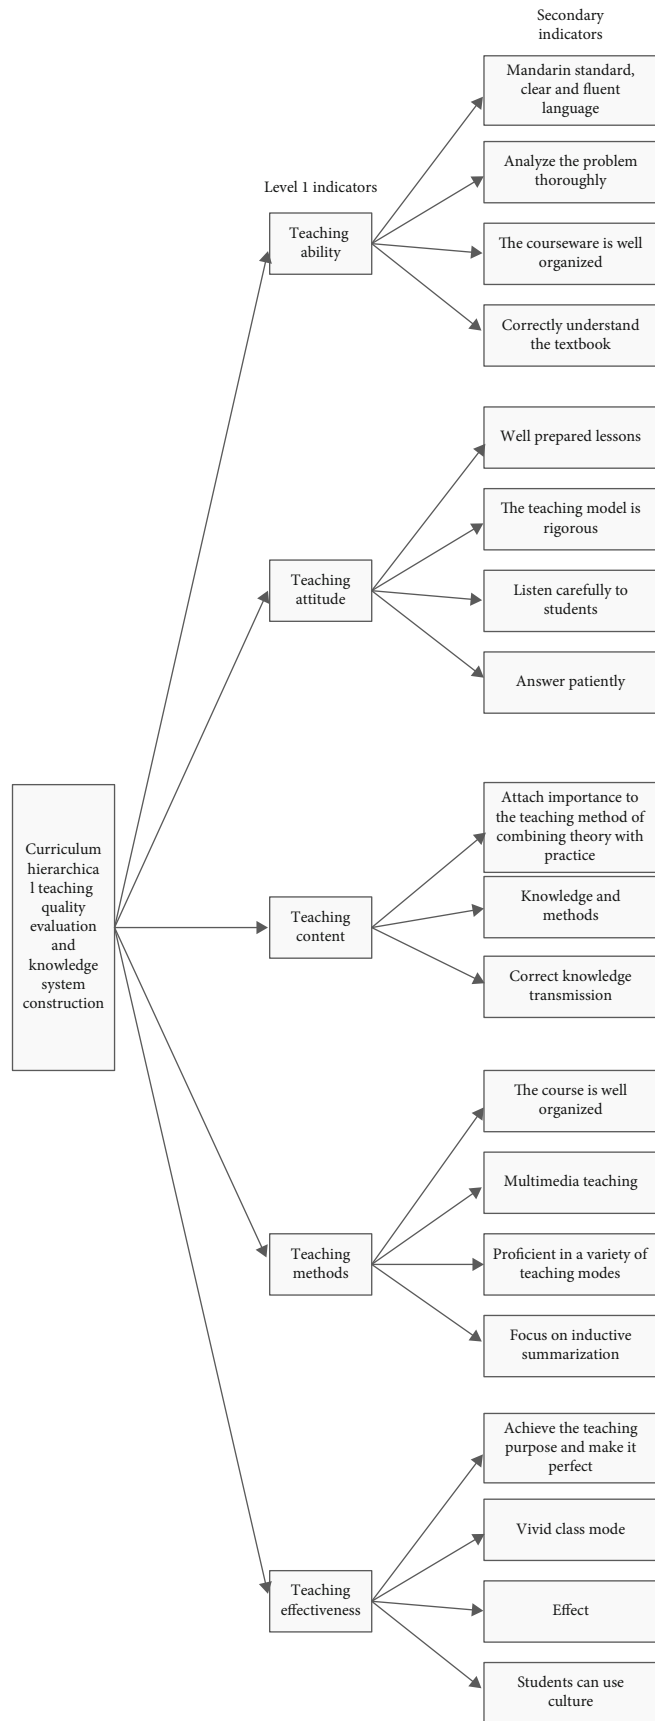 Secondary
indicators
Mandarin standard,
clear and fluent
language
Analyze the problem
thoroughly
Level 1 indicators
Teaching
ability
The courseware is well
organized
Correctly understand
the textbook
Well prepared lessons
The teaching model is
rigorous
Teaching
attitude
Listen carefully to
students
Answer patiently
Curriculum
hierarchica
l teaching
quality
evaluation
and
knowledge
system
construction
Attach importance to
the teaching method of
combining theory with
practice
Teaching
content
Knowledge and
methods
Correct knowledge
transmission
The course is well
organized
Multimedia teaching
Teaching
methods
Proficient in a variety of
teaching modes
Focus on inductive
summarization
Achieve the teaching
purpose and make it
perfect
Vivid class mode
Teaching
effectiveness
Effect
Students can use
culture